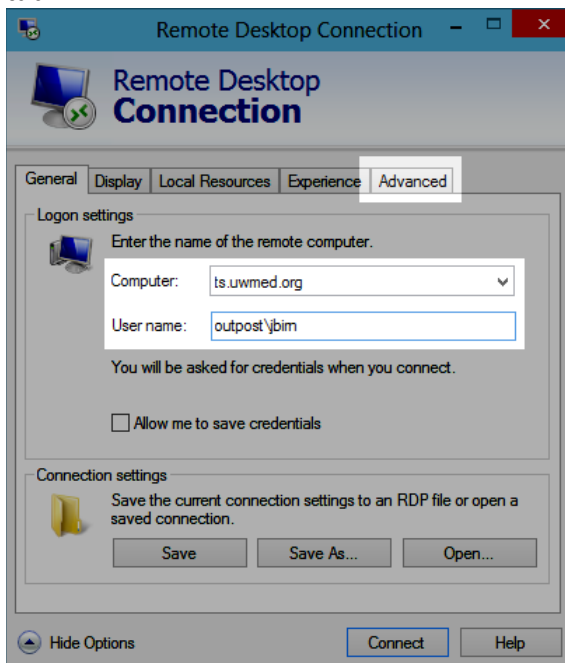 Remote Desktop Connection
Remote Desktop
Connection
General Display Local Resources Experience Advanced
Logon settings
Enter the name of the remote computer.
Computer: ts.uwmed.org
User name: outpost\jbim
You will be asked for credentials when you connect.
Allow me to save credentials
Connection settings
Save the current connection settings to an RDP file or open a
saved connection.
Save Save As... Open...
Hide Options Connect Help